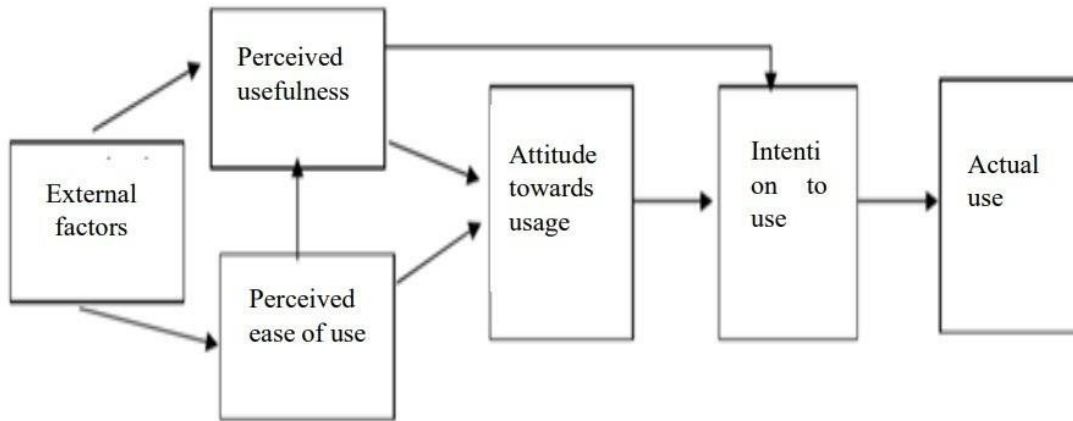 External
factors
Perceived
usefulness
Perceived
ease of use
Attitude
towards
usage
Intenti
on to
use
Actual
use